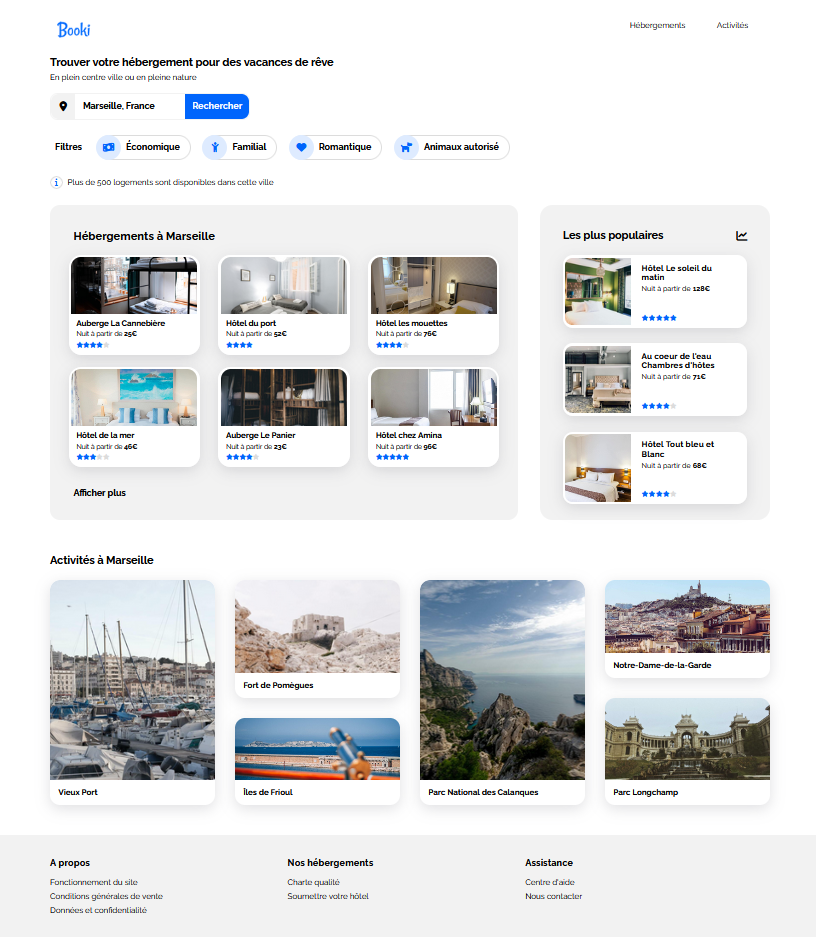 Booki
Hébergements
Activités
Trouver votre hébergement pour des vacances de rêve
En plein centre ville ou en pleine nature
Marseille, France
Rechercher
Filtres
Économique
Familial
Romantique
Animaux autorisé
Plus de 500 logements sont disponibles dans cette ville
Hébergements à Marseille
Auberge La Cannebière
Nuit à partir de 25€
Hôtel du port
Nuit à partir de 52€
Hôtel les mouettes
Nuit à partir de 76€
Hôtel de la mer
Nuit à partir de 46€
Auberge Le Panier
Nuit à partir de 23€
Hôtel chez Amina
Nuit à partir de 96€
Afficher plus
Les plus populaires
Hôtel Le soleil du
matin
Nuit à partir de 128€
Au coeur de l'eau
Chambres d'hôtes
Nuit à partir de 71€
Hôtel Tout bleu et
Blanc
Nuit à partir de 68€
Activités à Marseille
Vieux Port
Fort de Pomègues
Îles de Frioul
Parc National des Calanques
Notre-Dame-de-la-Garde
Parc Longchamp
A propos
Fonctionnement du site
Conditions générales de vente
Données et confidentialité
Nos hébergements
Charte qualité
Soumettre votre hôtel
Assistance
Centre d'aide
Nous contacter